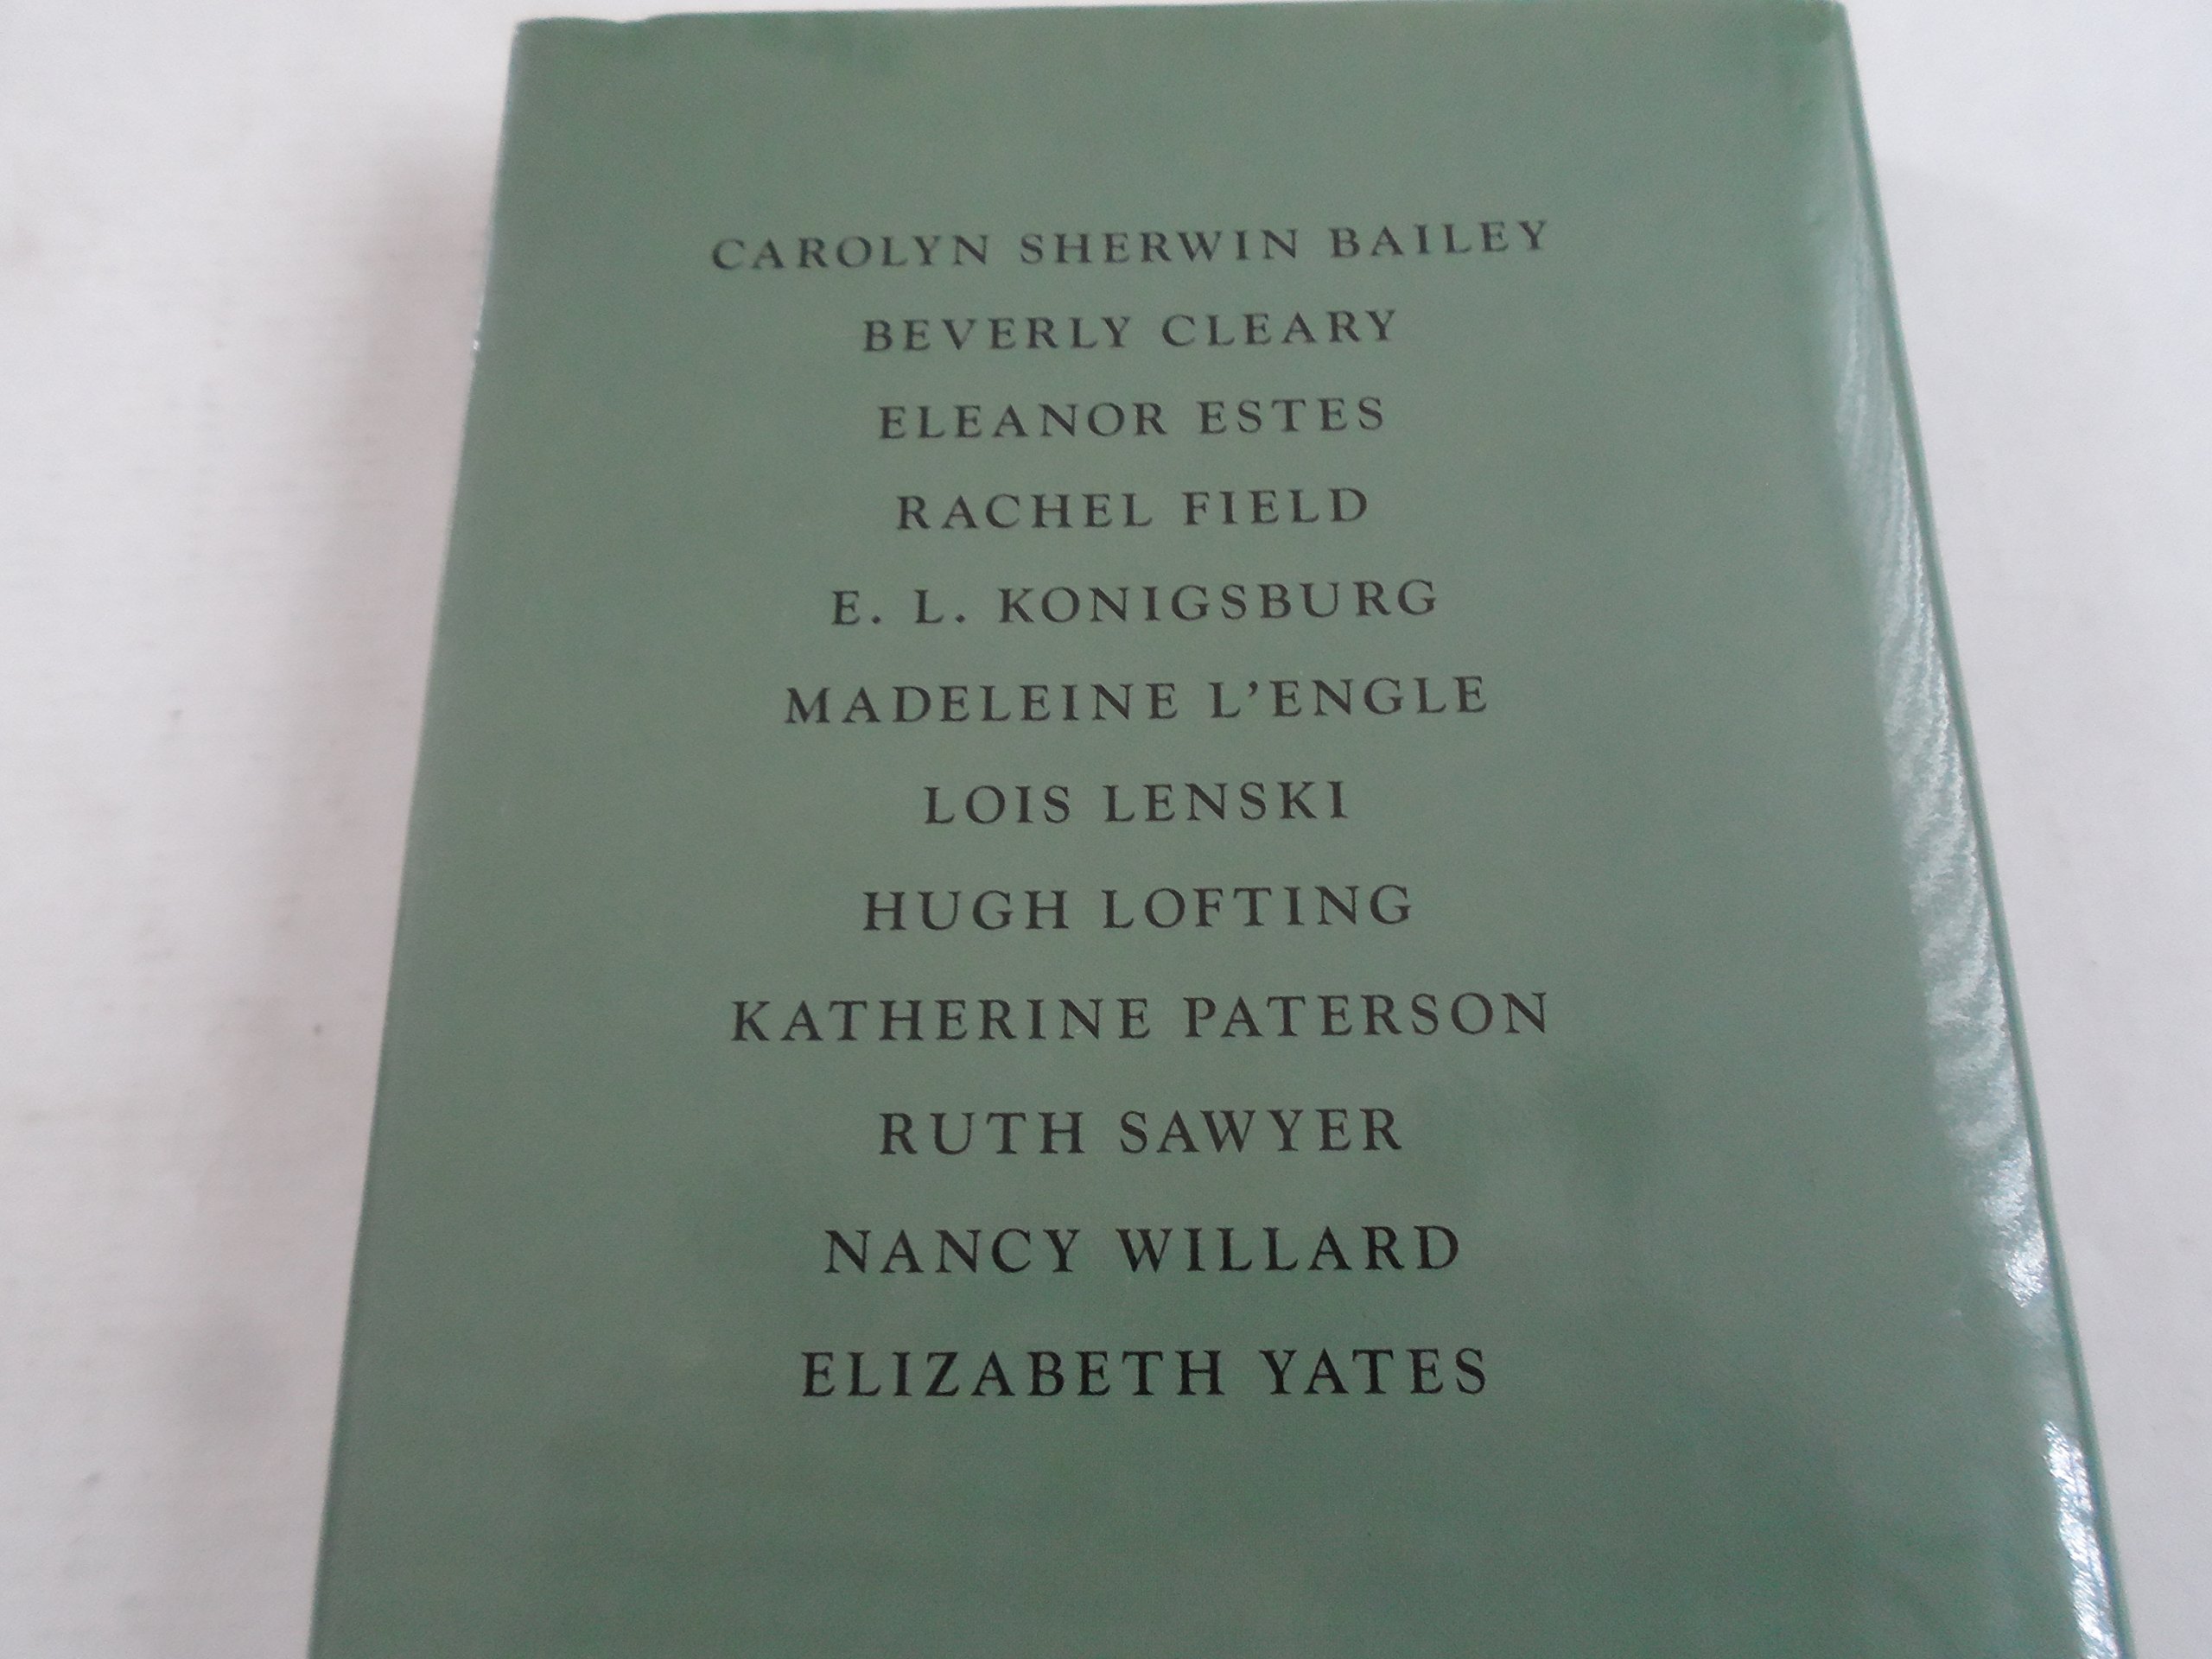 CAROLYN SHERWIN BAILEY
BEVERLY CLEARY
ELEANOR ESTES
RACHEL FIELD
E. L. KONIGSBURG
MADELEINE L'ENGLE
LOIS LENSKI
HUGH LOFTING
KATHERINE PATERSON
RUTH SAWYER
NANCY WILLARD
ELIZABETH YATES